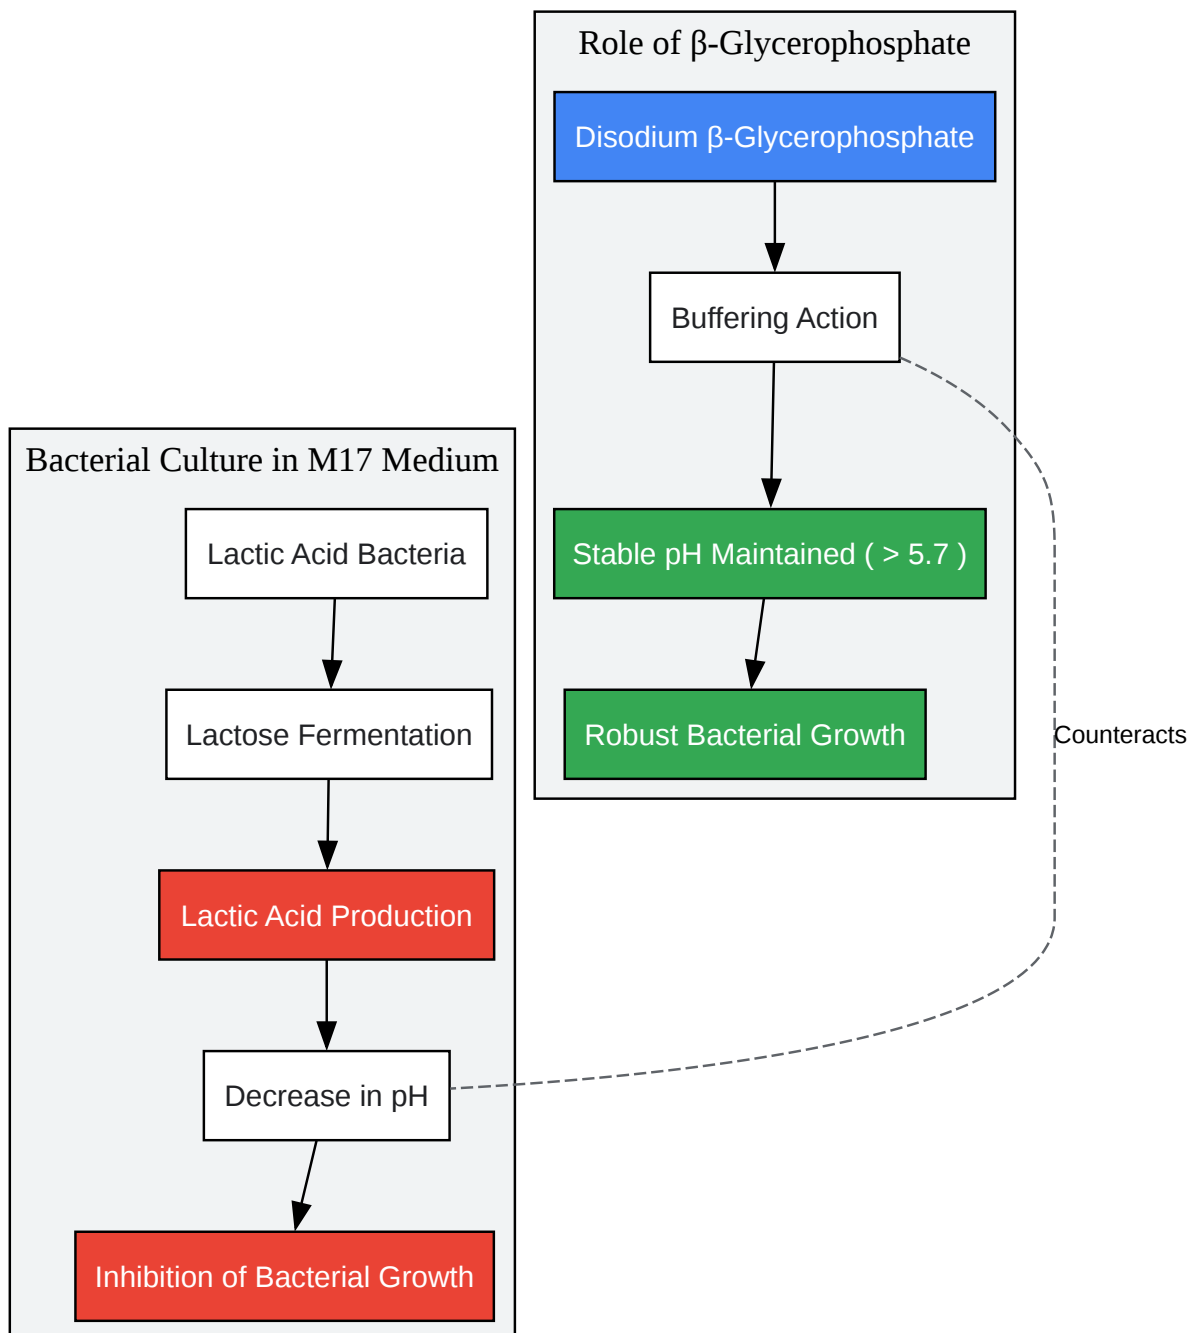 Role of β-Glycerophosphate
Disodium β-Glycerophosphate
Buffering Action
Stable pH Maintained ( > 5.7 )
Robust Bacterial Growth
Counteracts
Bacterial Culture in M17 Medium
Lactic Acid Bacteria
Lactose Fermentation
Lactic Acid Production
Decrease in pH
Inhibition of Bacterial Growth